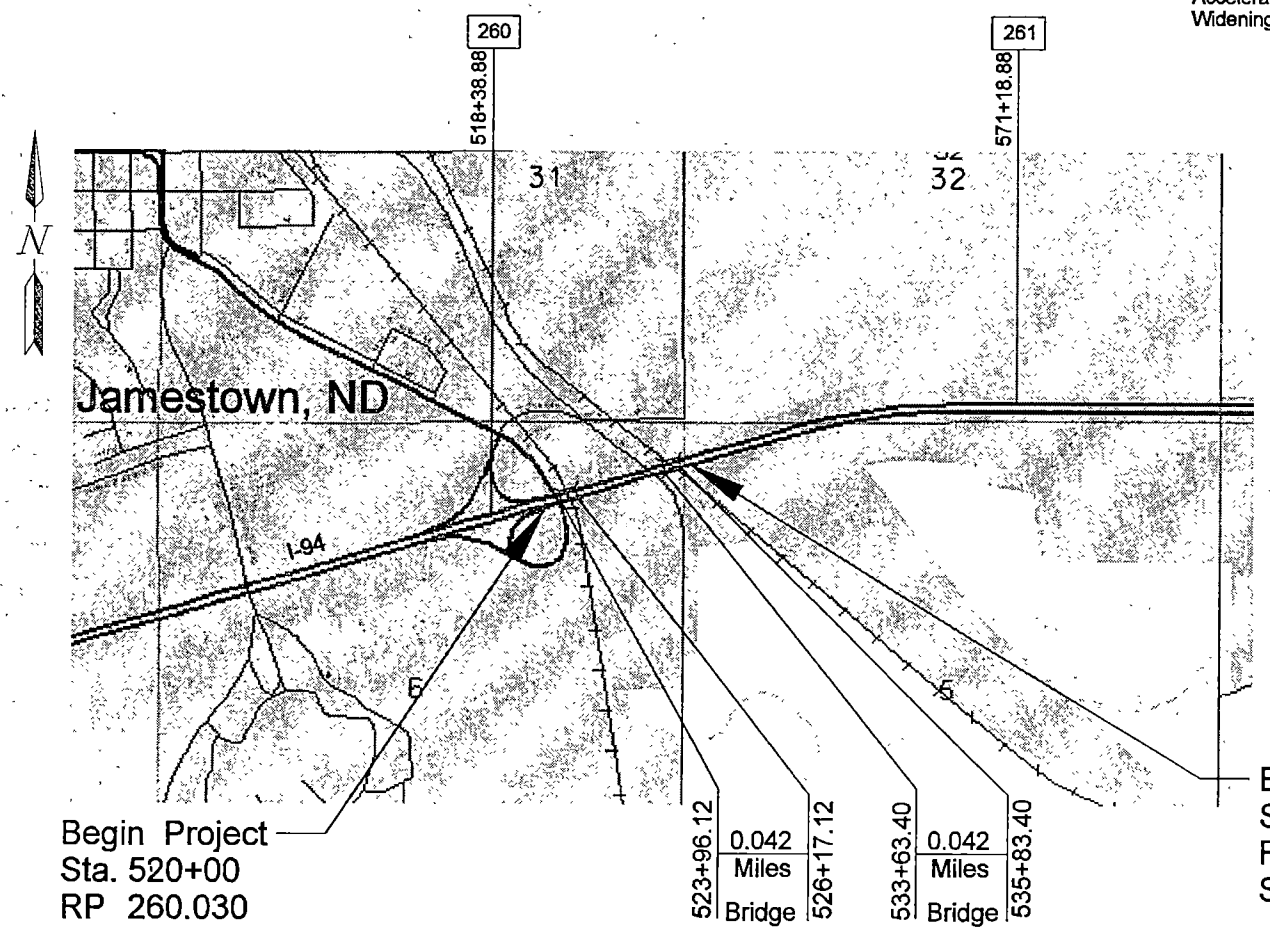 Widening
260
261
518+38.88
571+18.88
31
32
N
Jamestown, ND
I-94
6
5
Begin Project
Sta. 520+00
RP 260.030
523+96.12
0.042
Miles
Bridge
526+17.12
533+63.40
0.042
Miles
Bridge
535+83.40